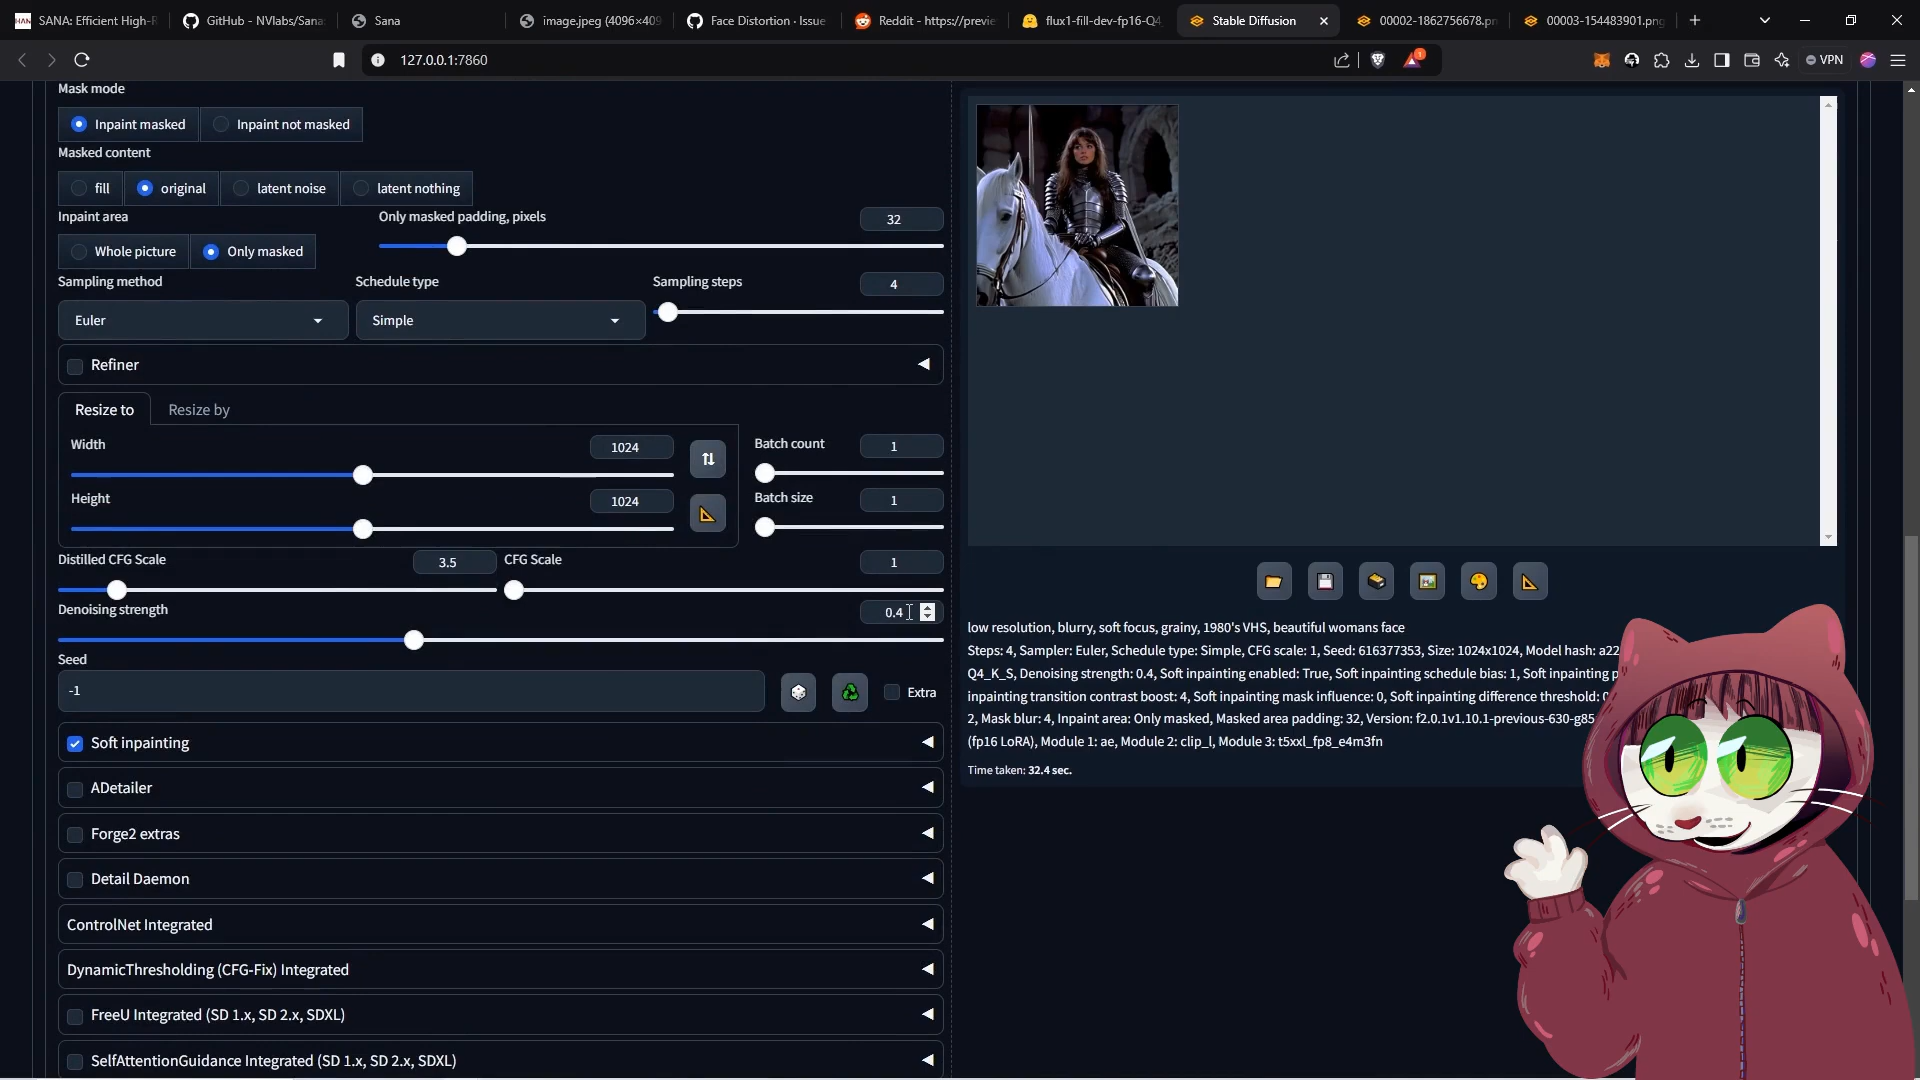 SANA: Efficient High-R
GitHub - NVlabs/Sana:
Sana
image.jpeg (4096×409
Face Distortion · Issue
Reddit - https://previe
flux1-fill-dev-fp16-Q4
Stable Diffusion
00002-1862756678.pn
00003-154483901.png
127.0.0.1:7860
1
VPN
Mask mode
Inpaint masked
Inpaint not masked
Masked content
fill
original
latent noise
latent nothing
Inpaint area
Only masked padding, pixels
32
Whole picture
Only masked
Sampling method
Schedule type
Sampling steps
4
Euler
Simple
Refiner
Resize to
Resize by
Width
1024
Batch count
1
Height
1024
Batch size
1
Distilled CFG Scale
3.5
CFG Scale
1
Denoising strength
0.4
Seed
-1
Extra
Soft inpainting
ADetailer
Forge2 extras
Detail Daemon
ControlNet Integrated
DynamicThresholding (CFG-Fix) Integrated
FreeU Integrated (SD 1.x, SD 2.x, SDXL)
SelfAttentionGuidance Integrated (SD 1.x, SD 2.x, SDXL)
low resolution, blurry, soft focus, grainy, 1980's VHS, beautiful womans face
Steps: 4, Sampler: Euler, Schedule type: Simple, CFG scale: 1, Seed: 616377353, Size: 1024x1024, Model hash: a22
Q4_K_S, Denoising strength: 0.4, Soft inpainting enabled: True, Soft inpainting schedule bias: 1, Soft inpainting p
inpainting transition contrast boost: 4, Soft inpainting mask influence: 0, Soft inpainting difference threshold: 0
2, Mask blur: 4, Inpaint area: Only masked, Masked area padding: 32, Version: f2.0.1v1.10.1-previous-630-g85
(fp16 LoRA), Module 1: ae, Module 2: clip_l, Module 3: t5xxl_fp8_e4m3fn
Time taken: 32.4 sec.